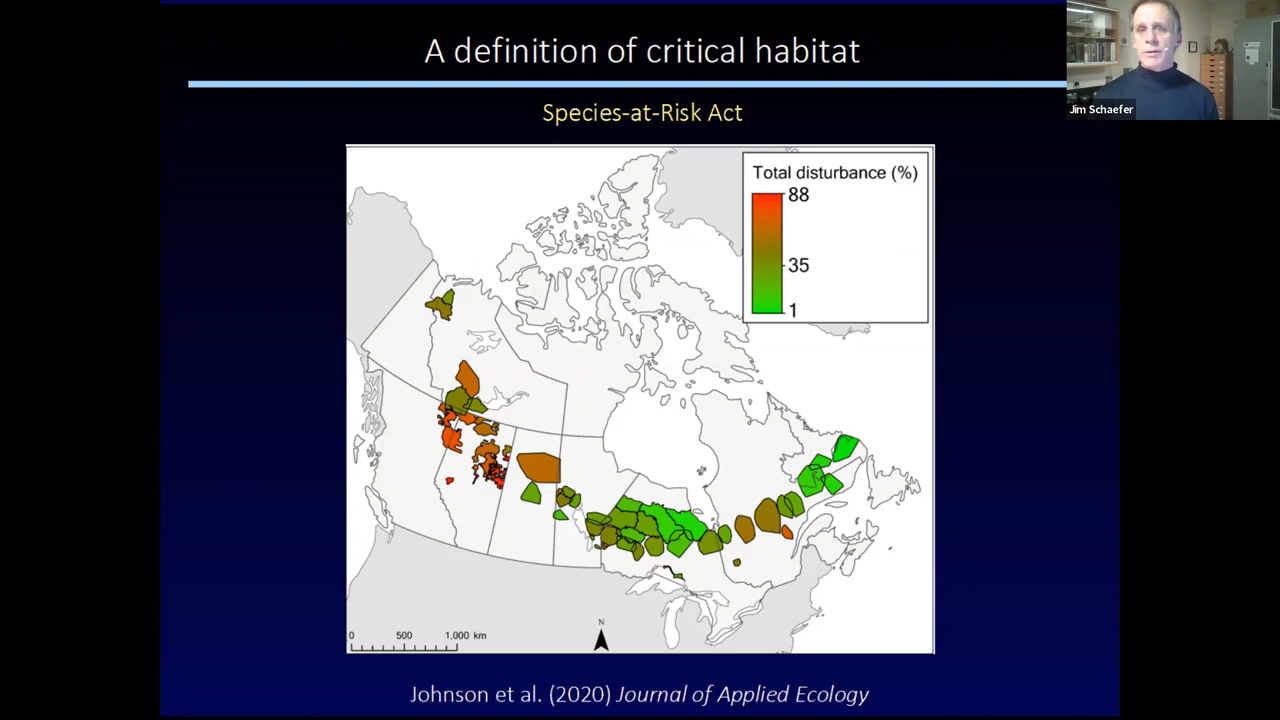 A definition of critical habitat
Jim Schaefer
Species-at-Risk Act
Total disturbance (%)
88
35
1
N
0 500 1,000 km
Johnson et al. (2020) Journal of Applied Ecology